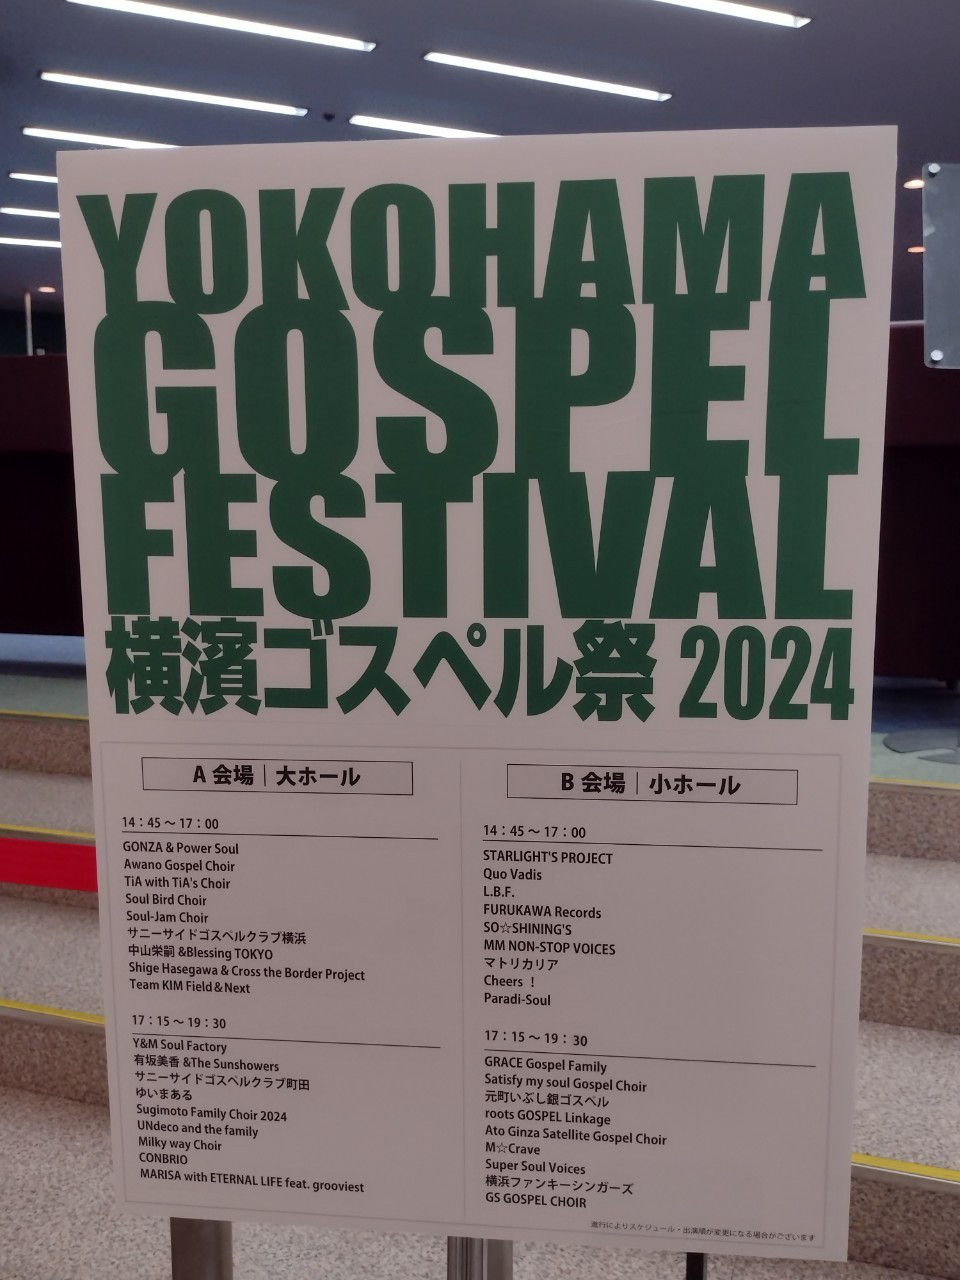 YOKOHAMA
GOSPEL
FESTIVAL
横濱ゴスペル祭 2024
A 会場｜大ホール
14：45 〜 17：00
GONZA & Power Soul
Awano Gospel Choir
TiA with TiA's Choir
Soul Bird Choir
Soul-Jam Choir
サニーサイドゴスペルクラブ横浜
中山栄嗣 &Blessing TOKYO
Shige Hasegawa & Cross the Border Project
Team KIM Field＆Next
17：15 〜 19：30
Y&M Soul Factory
有坂美香 &The Sunshowers
サニーサイドゴスペルクラブ町田
ゆいまある
Sugimoto Family Choir 2024
UNdeco and the family
Milky way Choir
CONBRIO
MARISA with ETERNAL LIFE feat. grooviest
B 会場｜小ホール
14：45 〜 17：00
STARLIGHT'S PROJECT
Quo Vadis
L.B.F.
FURUKAWA Records
SO☆SHINING'S
MM NON-STOP VOICES
マトリカリア
Cheers ！
Paradi-Soul
17：15 〜 19：30
GRACE Gospel Family
Satisfy my soul Gospel Choir
元町いぶし銀ゴスペル
roots GOSPEL Linkage
Ato Ginza Satellite Gospel Choir
M☆Crave
Super Soul Voices
横浜ファンキーシンガーズ
GS GOSPEL CHOIR
進行によりスケジュール・出演順が変更になる場合がございます